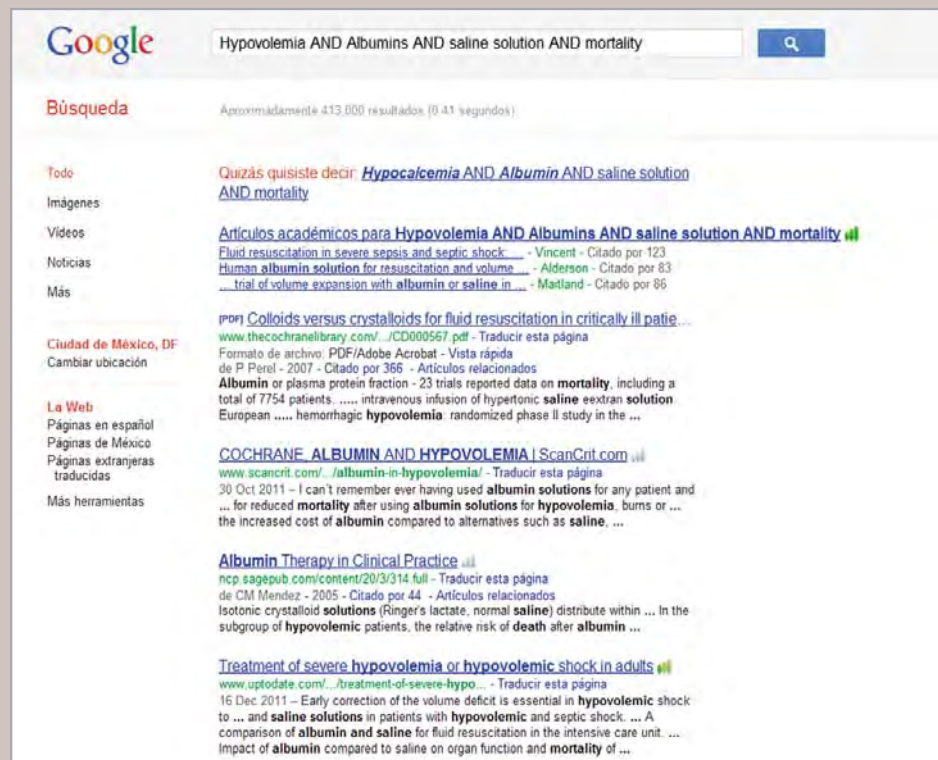 Google
Hypovolemia AND Albumins AND saline solution AND mortality
Búsqueda
Aproximadamente 413,000 resultados (0.41 segundos)
Todo
Imágenes
Vídeos
Noticias
Más
Ciudad de México, DF
Cambiar ubicación
La Web
Páginas en español
Páginas de México
Páginas extranjeras
traducidas
Más herramientas
Quizás quisiste decir: Hypocalcemia AND Albumin AND saline solution
AND mortality
Artículos académicos para Hypovolemia AND Albumins AND saline solution AND mortality
Fluid resuscitation in severe sepsis and septic shock: ... - Vincent - Citado por 123
Human albumin solution for resuscitation and volume ... - Alderson - Citado por 83
... trial of volume expansion with albumin or saline in ... - Maitland - Citado por 86
[PDF] Colloids versus crystalloids for fluid resuscitation in critically ill patie...
www.thecochranelibrary.com/.../CD000567.pdf - Traducir esta página
Formato de archivo: PDF/Adobe Acrobat - Vista rápida
de P Perel - 2007 - Citado por 366 - Artículos relacionados
Albumin or plasma protein fraction - 23 trials reported data on mortality, including a
total of 7754 patients. ..... intravenous infusion of hypertonic saline eextran solution
European ..... hemorrhagic hypovolemia: randomized phase II study in the ...
COCHRANE, ALBUMIN AND HYPOVOLEMIA | ScanCrit.com
www.scancrit.com/.../albumin-in-hypovolemia/ - Traducir esta página
30 Oct 2011 – I can't remember ever having used albumin solutions for any patient and
... for reduced mortality after using albumin solutions for hypovolemia, burns or ...
the increased cost of albumin compared to alternatives such as saline, ...
Albumin Therapy in Clinical Practice
ncp.sagepub.com/content/20/3/314.full - Traducir esta página
de CM Mendez - 2005 - Citado por 44 - Artículos relacionados
Isotonic crystalloid solutions (Ringer's lactate, normal saline) distribute within ... In the
subgroup of hypovolemic patients, the relative risk of death after albumin ...
Treatment of severe hypovolemia or hypovolemic shock in adults
www.uptodate.com/.../treatment-of-severe-hypo... - Traducir esta página
16 Dec 2011 – Early correction of the volume deficit is essential in hypovolemic shock
to ... and saline solutions in patients with hypovolemic and septic shock. ... A
comparison of albumin and saline for fluid resuscitation in the intensive care unit. ...
Impact of albumin compared to saline on organ function and mortality of ...